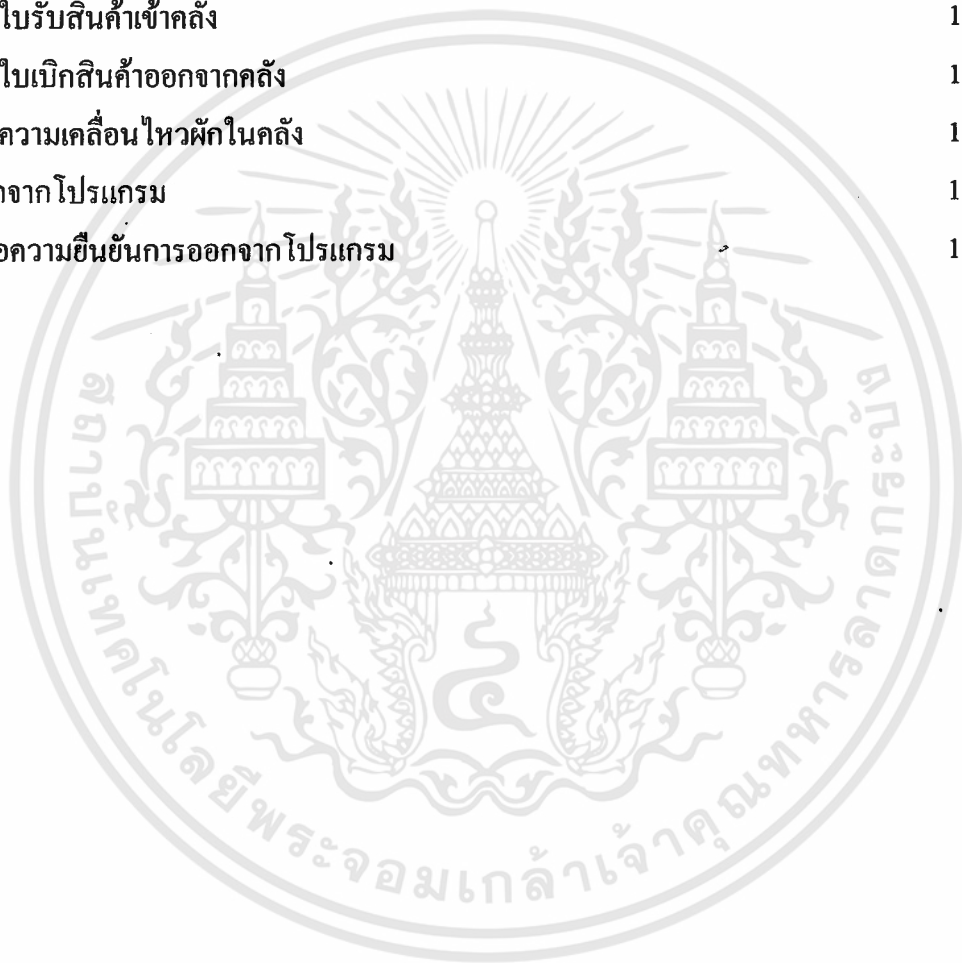 ใบรับสินค้าเข้าคลัง 1
ใบเบิกสินค้าออกจากคลัง 1
ความเคลื่อนไหวผักในคลัง 1
จากโปรแกรม 1
ความยืนยันการออกจากโปรแกรม 1
สถาบันเทคโนโลยีพระจอมเกล้าเจ้าคุณทหารลาดกระบัง
๔